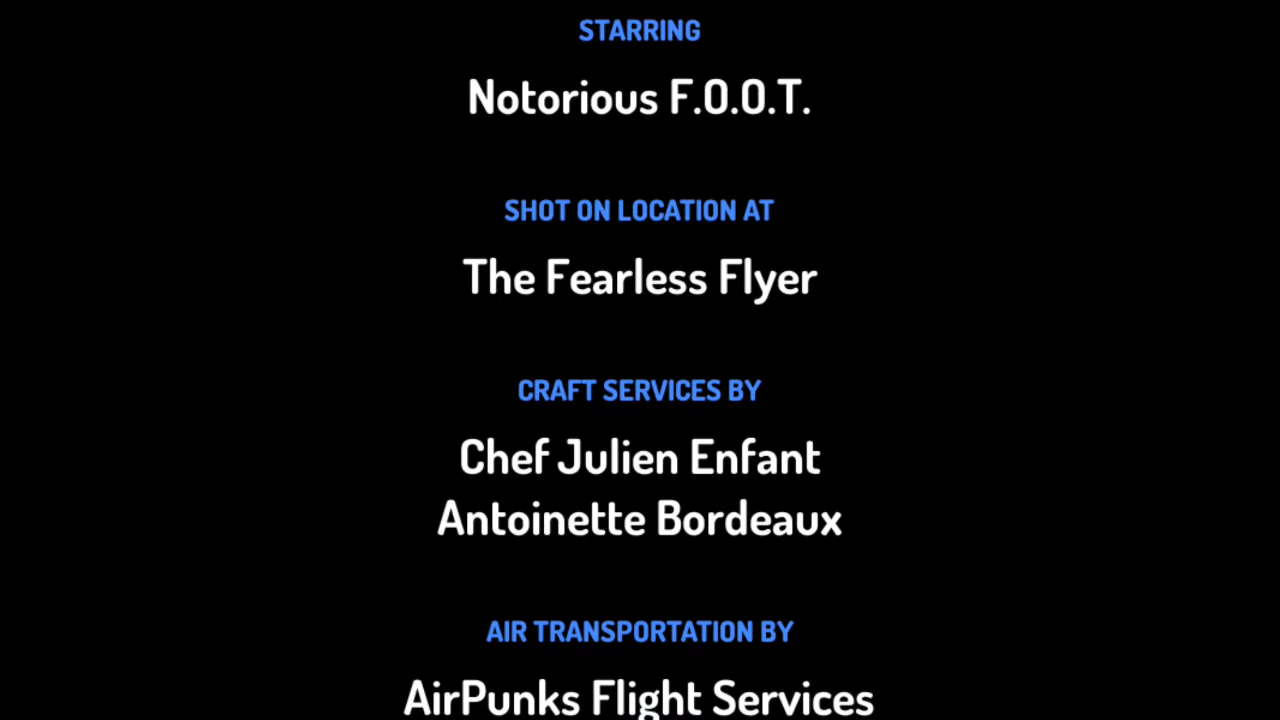 STARRING
Notorious F.O.O.T.
SHOT ON LOCATION AT
The Fearless Flyer
CRAFT SERVICES BY
Chef Julien Enfant
Antoinette Bordeaux
AIR TRANSPORTATION BY
AirPunks Flight Services